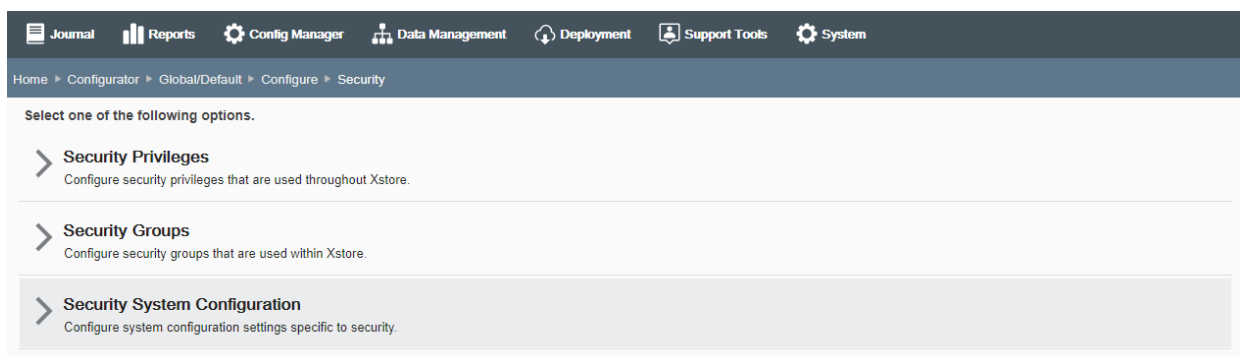 Journal Reports Config Manager Data Management Deployment Support Tools System
Home ▶ Configurator ▶ Global/Default ▶ Configure ▶ Security
Select one of the following options.
Security Privileges
Configure security privileges that are used throughout Xstore.
Security Groups
Configure security groups that are used within Xstore.
Security System Configuration
Configure system configuration settings specific to security.